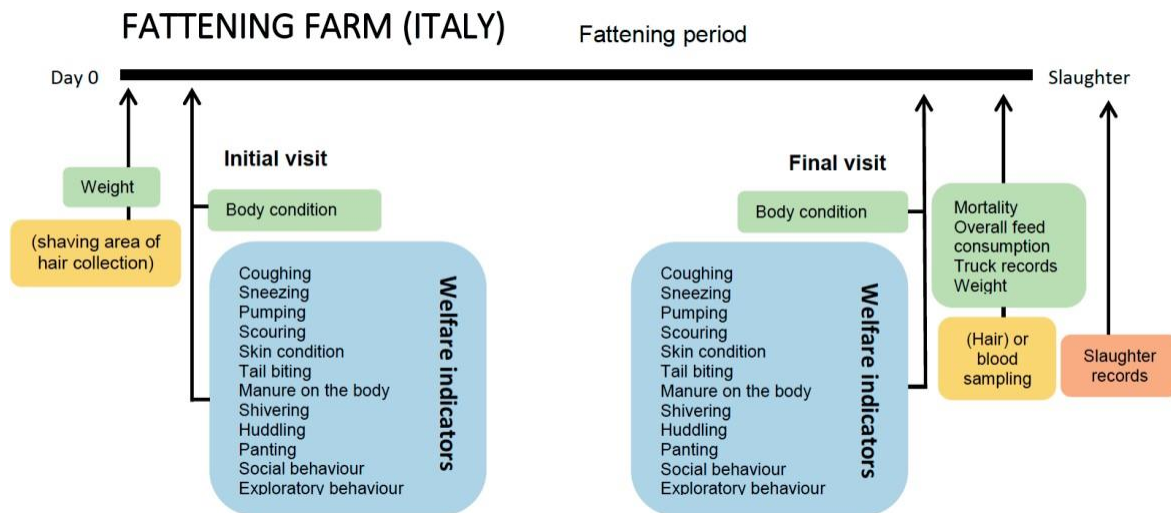 FATTENING FARM (ITALY)
Fattening period
Day 0
Slaughter
Initial visit
Weight
Body condition
(shaving area of
hair collection)
Coughing
Sneezing
Pumping
Scouring
Skin condition
Tail biting
Manure on the body
Shivering
Huddling
Panting
Social behaviour
Exploratory behaviour
Welfare indicators
Final visit
Body condition
Coughing
Sneezing
Pumping
Scouring
Skin condition
Tail biting
Manure on the body
Shivering
Huddling
Panting
Social behaviour
Exploratory behaviour
Welfare indicators
Mortality
Overall feed
consumption
Truck records
Weight
(Hair) or
blood
sampling
Slaughter
records